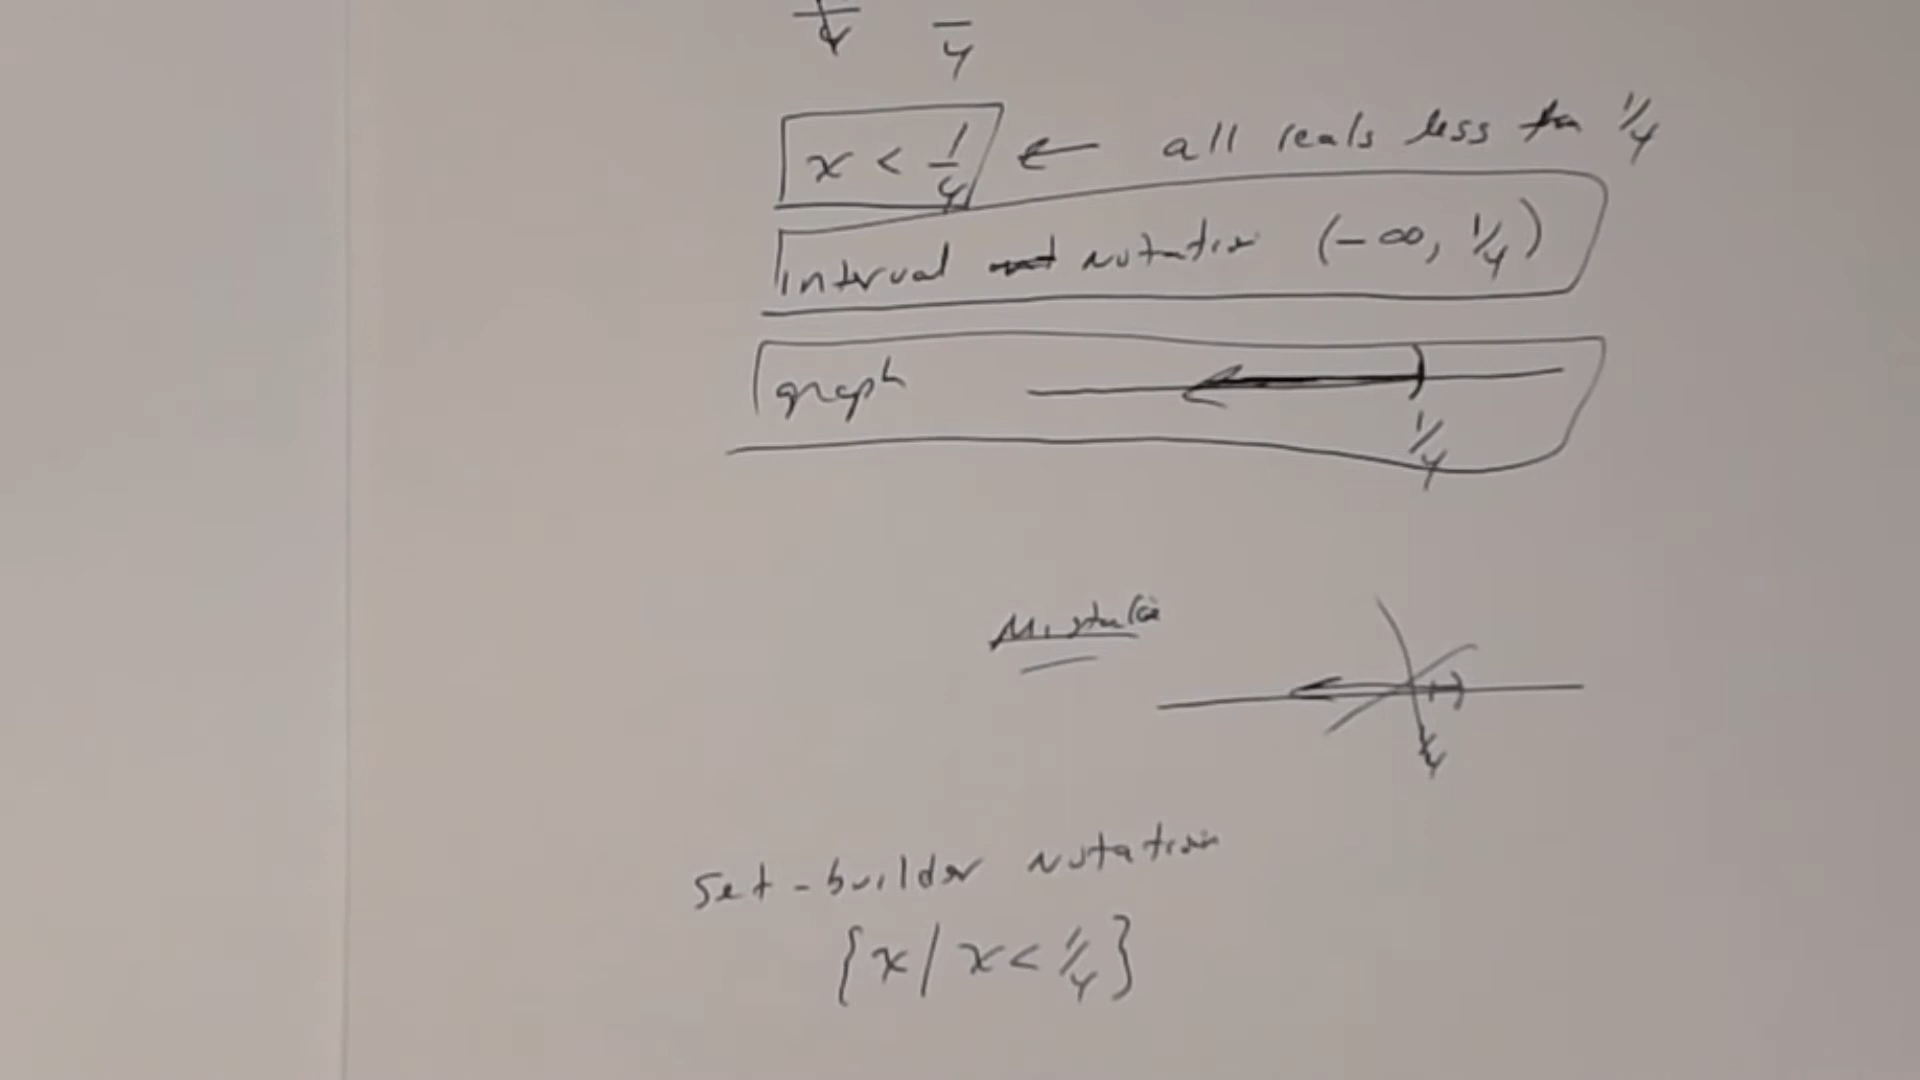 4 4
x < 1/4 ← all reals less than 1/4
interval notation (-∞, 1/4)
graph
1/4
Mistake
1/4
set-builder notation
{x / x < 1/4}